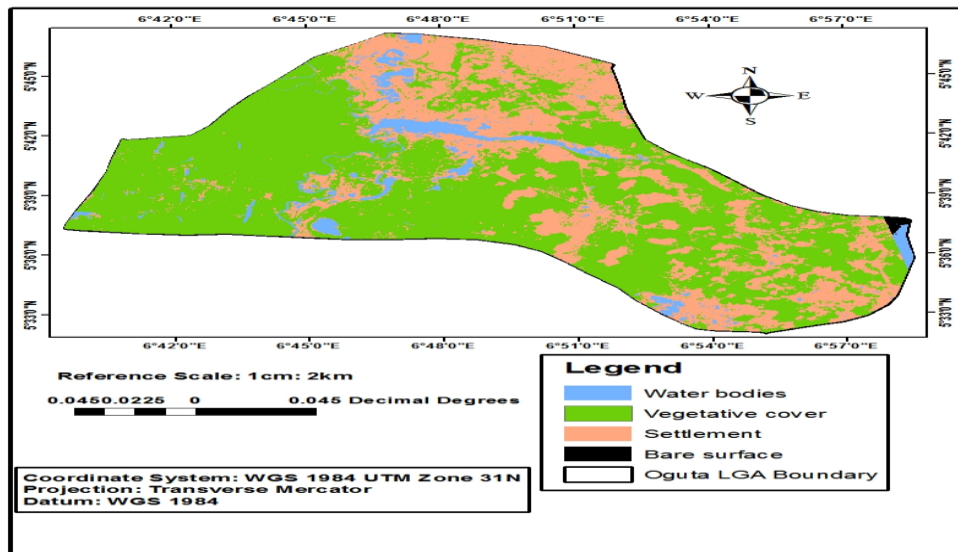 6°42'0"E 6°45'0"E 6°48'0"E 6°51'0"E 6°54'0"E 6°57'0"E
5°45'0"N 5°42'0"N 5°39'0"N 5°36'0"N 5°33'0"N
N
W E
S
5°45'0"N 5°42'0"N 5°39'0"N 5°36'0"N 5°33'0"N
6°42'0"E 6°45'0"E 6°48'0"E 6°51'0"E 6°54'0"E 6°57'0"E
Reference Scale: 1cm: 2km
0.0450.0225 0 0.045 Decimal Degrees
Legend
Water bodies
Vegetative cover
Settlement
Bare surface
Oguta LGA Boundary
Coordinate System: WGS 1984 UTM Zone 31N
Projection: Transverse Mercator
Datum: WGS 1984